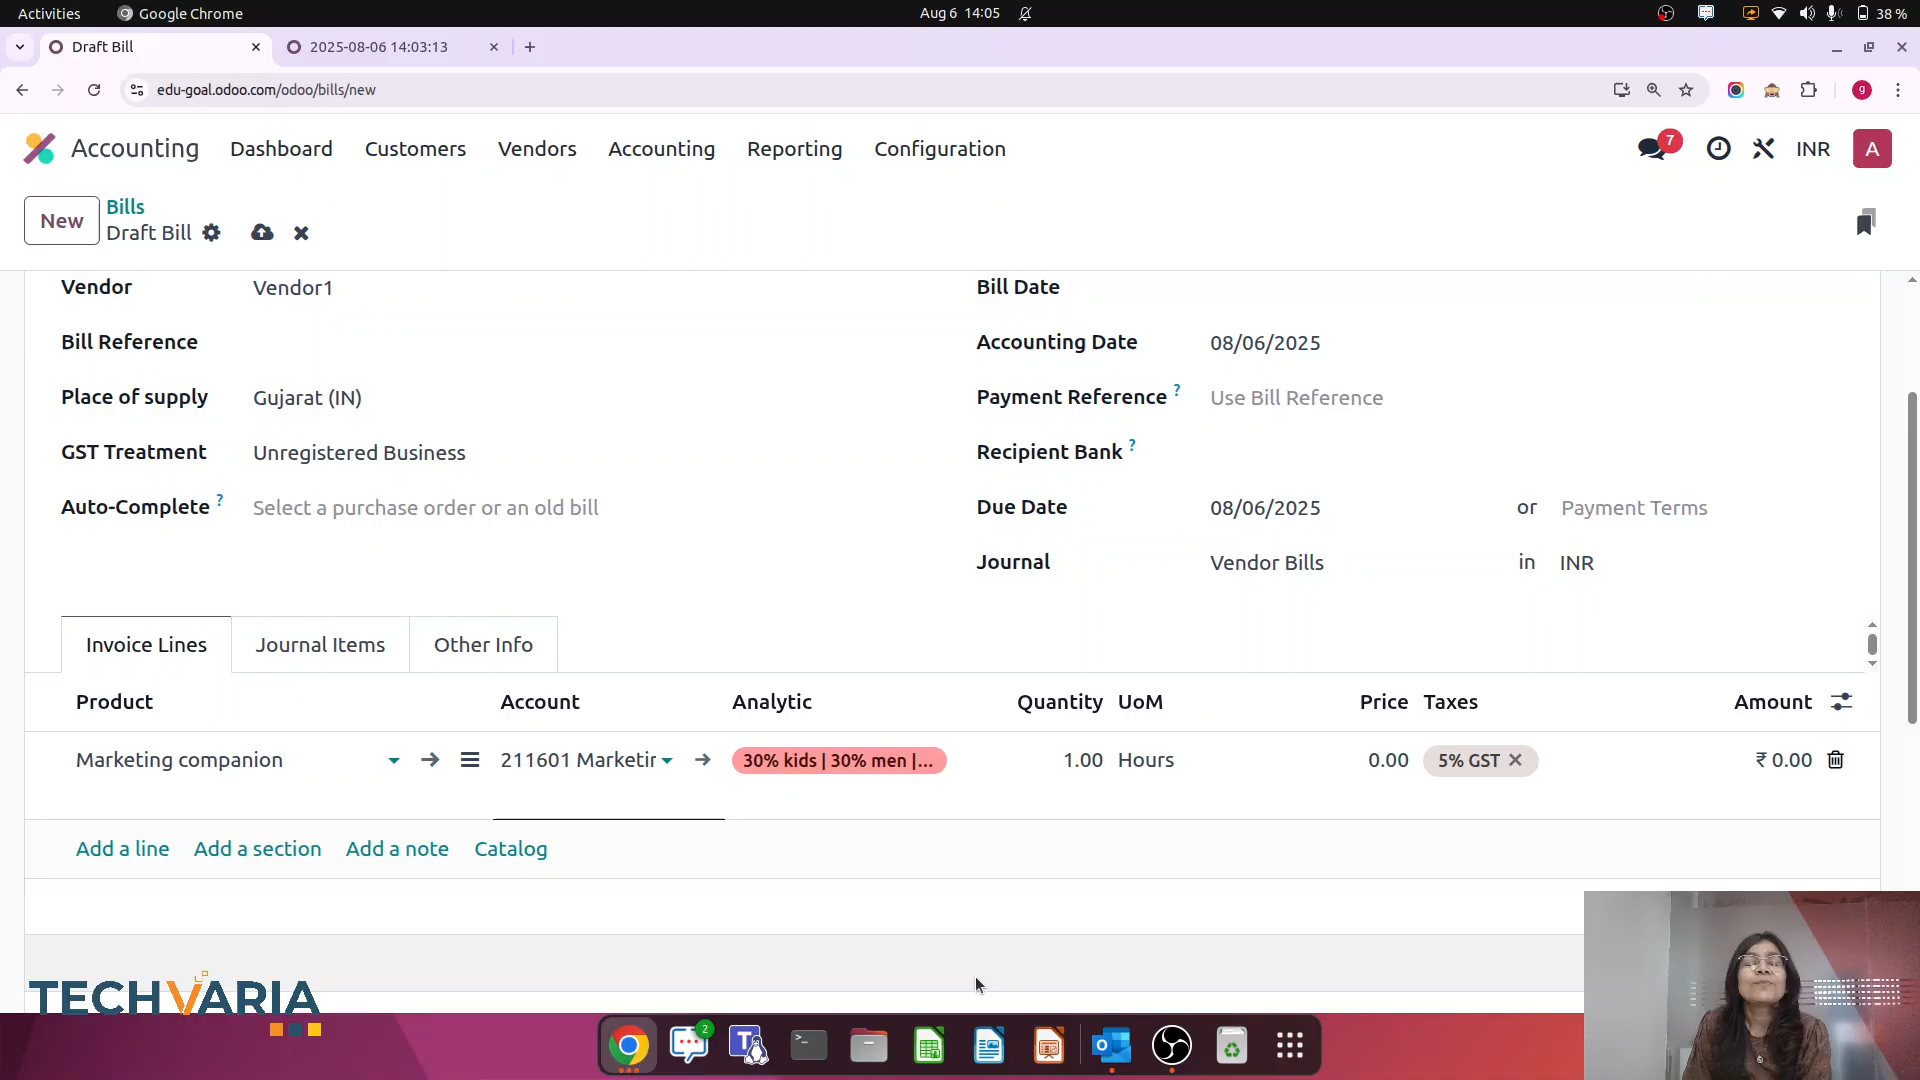 Activities Google Chrome Aug 6 14:05 38 %
Draft Bill 2025-08-06 14:03:13
edu-goal.odoo.com/odoo/bills/new g
Accounting Dashboard Customers Vendors Accounting Reporting Configuration 7 INR A
New Bills
Draft Bill
Vendor Vendor1 Bill Date
Bill Reference Accounting Date 08/06/2025
Place of supply Gujarat (IN) Payment Reference ? Use Bill Reference
GST Treatment Unregistered Business Recipient Bank ?
Auto-Complete ? Select a purchase order or an old bill Due Date 08/06/2025 or Payment Terms
Journal Vendor Bills in INR
Invoice Lines Journal Items Other Info
Product Account Analytic Quantity UoM Price Taxes Amount
Marketing companion 211601 Marketir 30% kids | 30% men |... 1.00 Hours 0.00 5% GST ₹ 0.00
Add a line Add a section Add a note Catalog
TECHVARIA
2